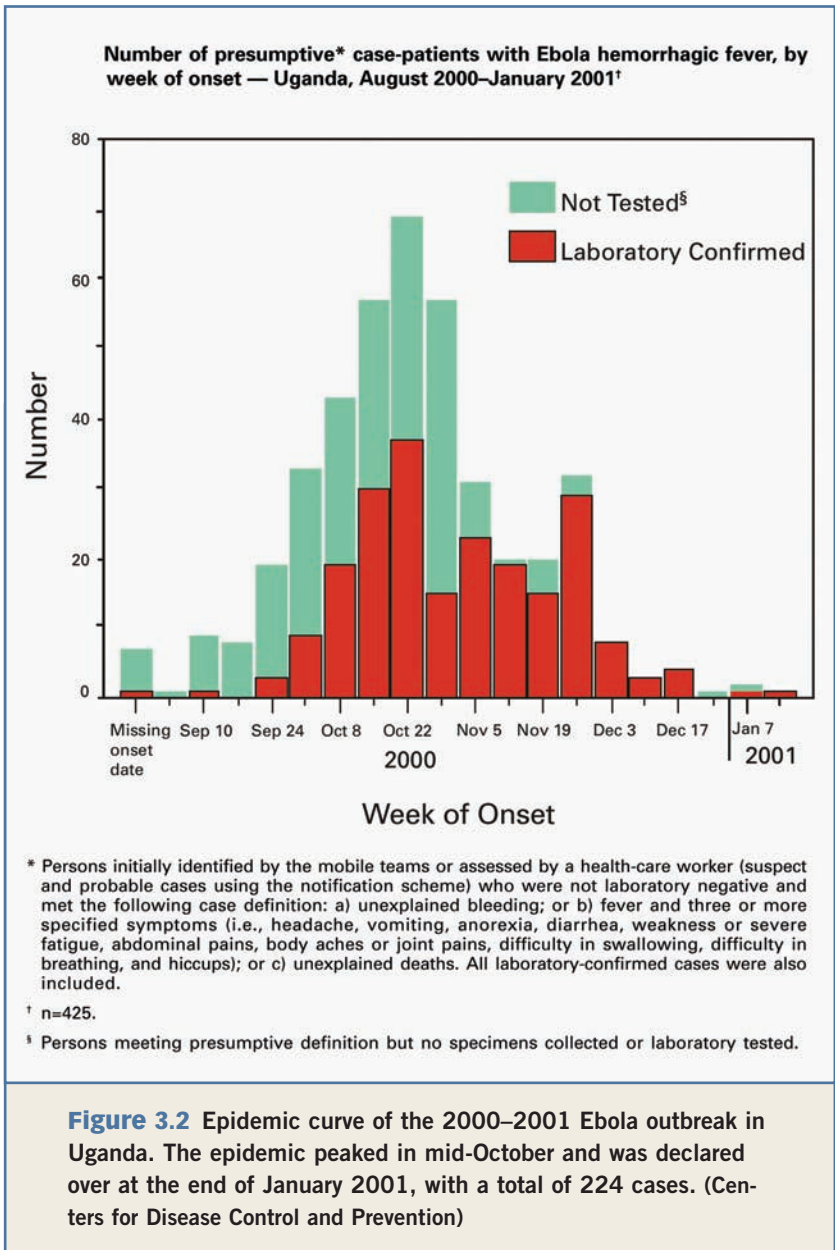 Number of presumptive* case-patients with Ebola hemorrhagic fever, by
week of onset — Uganda, August 2000–January 2001†
80
60
40
20
0
Number
Not Tested§
Laboratory Confirmed
Missing onset date
Sep 10
Sep 24
Oct 8
Oct 22
Nov 5
Nov 19
Dec 3
Dec 17
Jan 7
2000
2001
Week of Onset
* Persons initially identified by the mobile teams or assessed by a health-care worker (suspect
and probable cases using the notification scheme) who were not laboratory negative and
met the following case definition: a) unexplained bleeding; or b) fever and three or more
specified symptoms (i.e., headache, vomiting, anorexia, diarrhea, weakness or severe
fatigue, abdominal pains, body aches or joint pains, difficulty in swallowing, difficulty in
breathing, and hiccups); or c) unexplained deaths. All laboratory-confirmed cases were also
included.
† n=425.
§ Persons meeting presumptive definition but no specimens collected or laboratory tested.
Figure 3.2 Epidemic curve of the 2000–2001 Ebola outbreak in
Uganda. The epidemic peaked in mid-October and was declared
over at the end of January 2001, with a total of 224 cases. (Cen-
ters for Disease Control and Prevention)